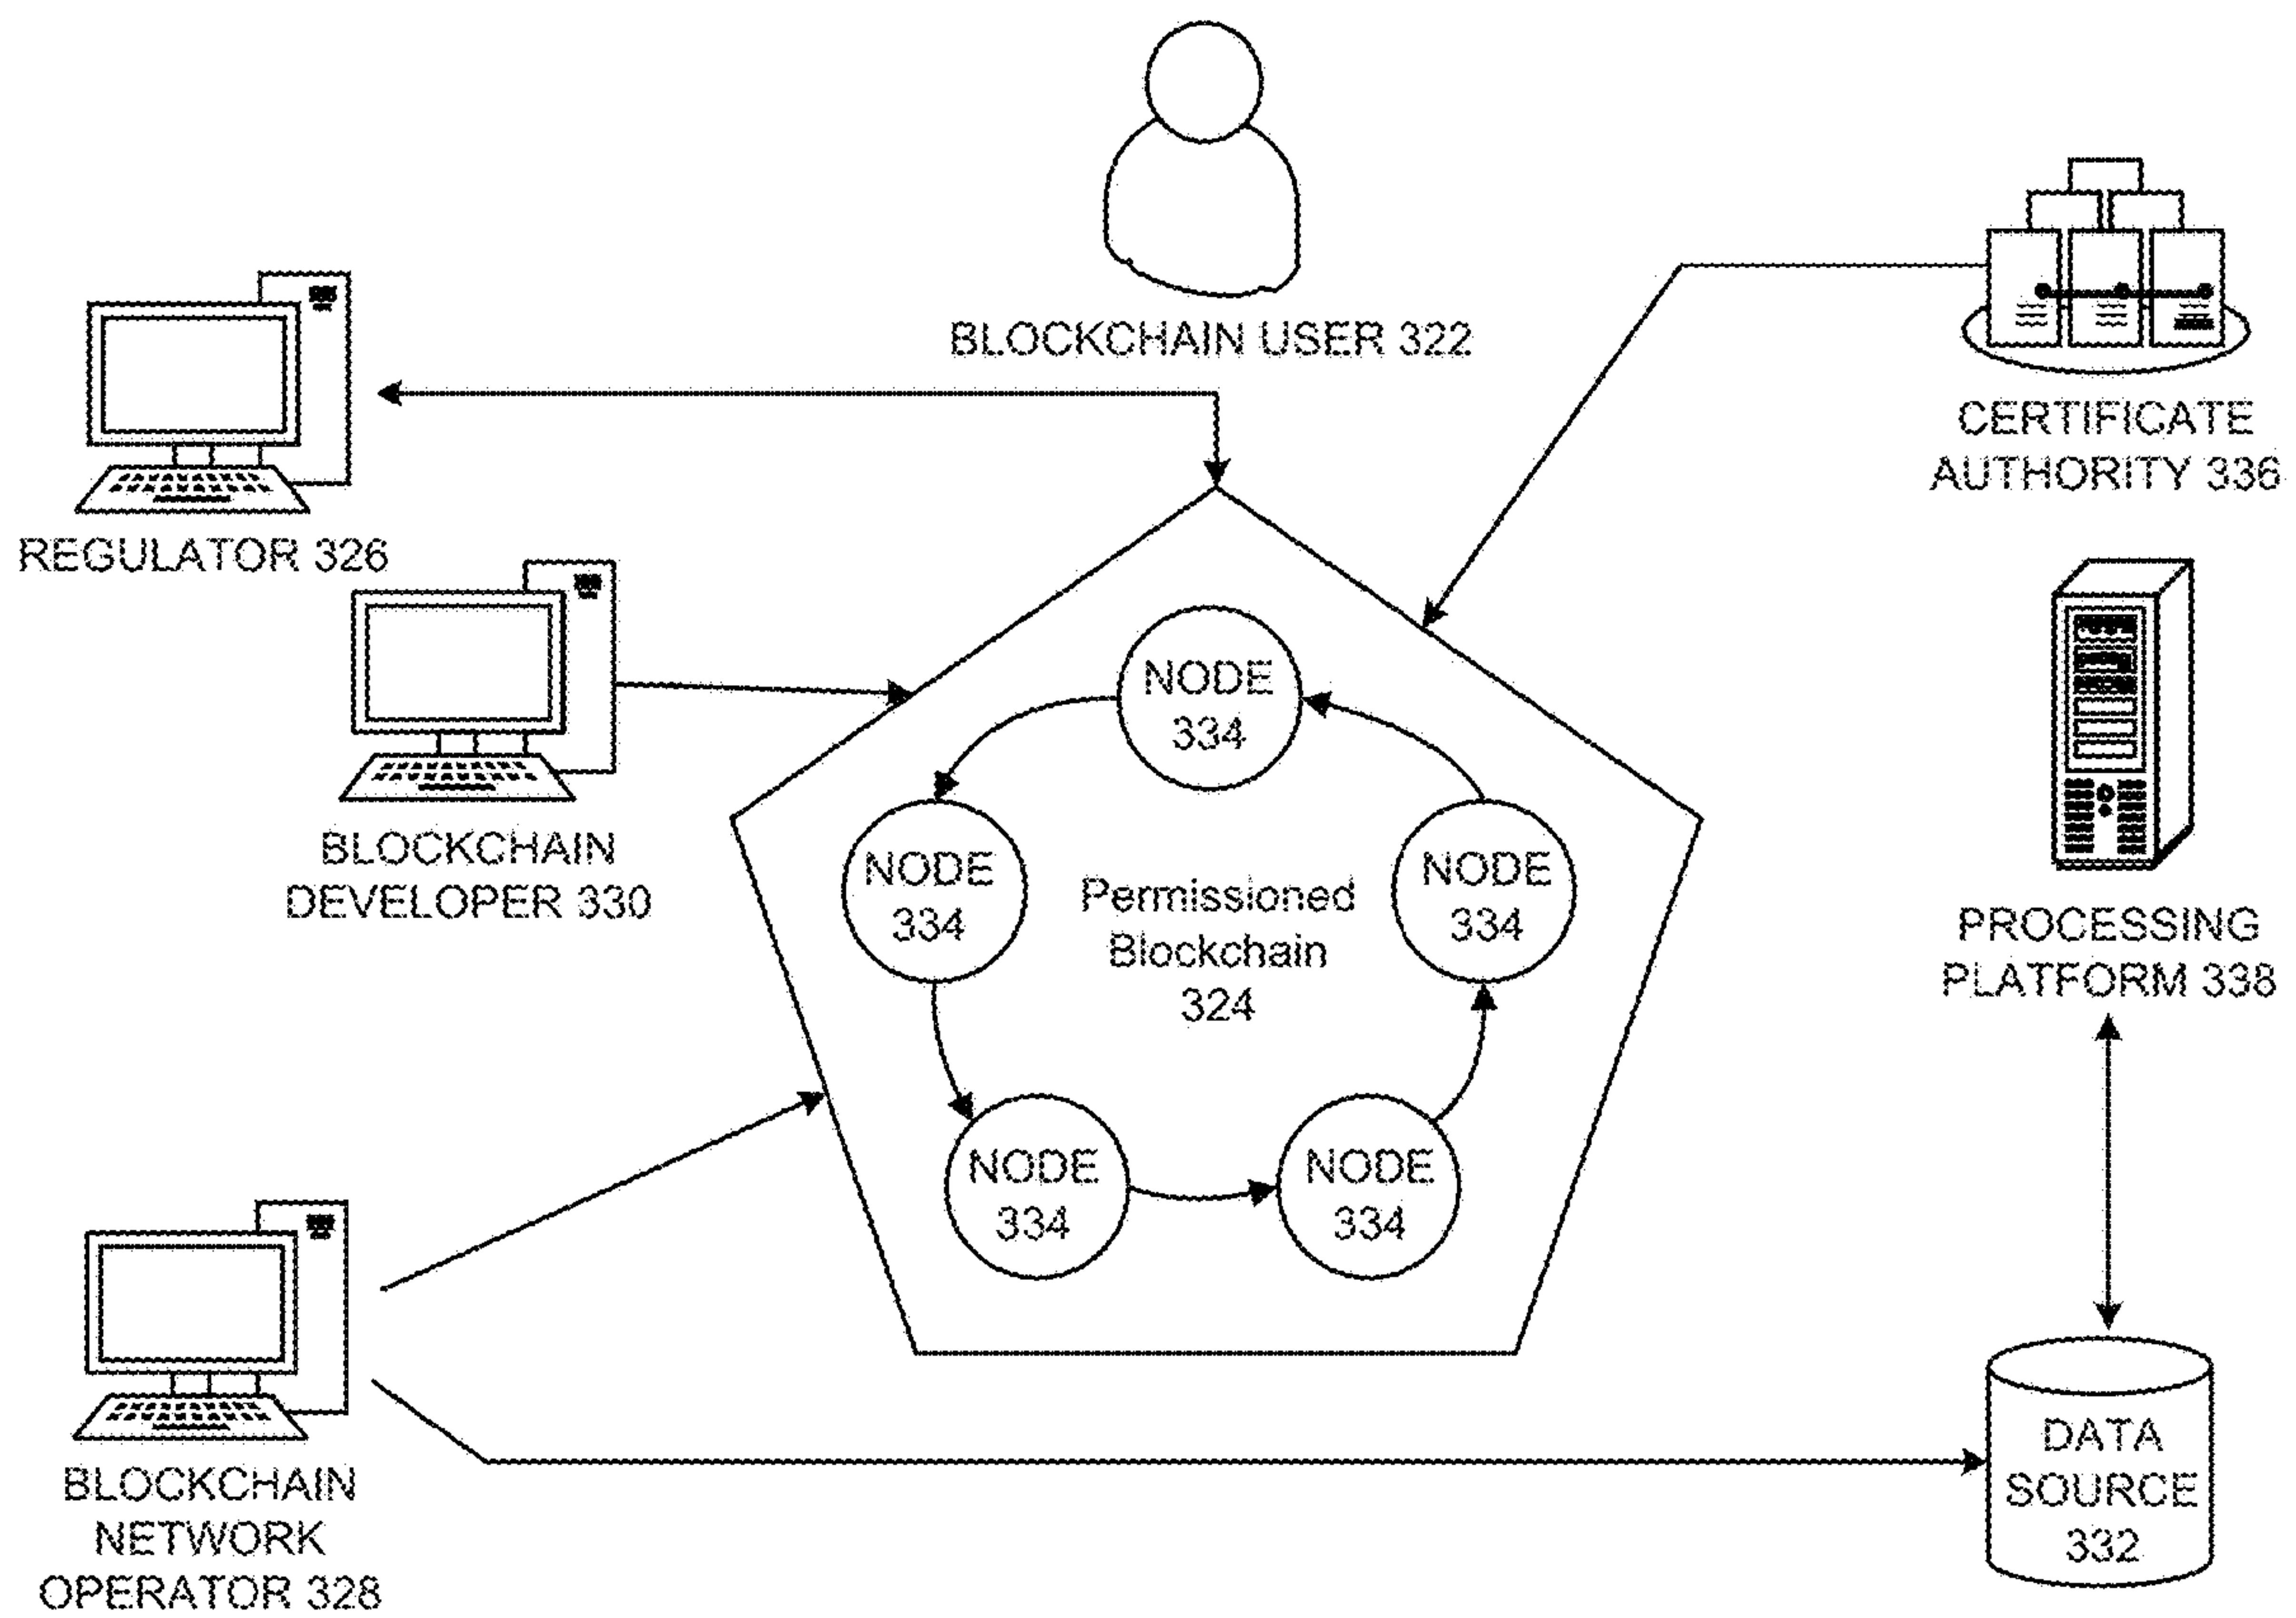 BLOCKCHAIN USER 322
CERTIFICATE
AUTHORITY 336
REGULATOR 326
BLOCKCHAIN
DEVELOPER 330
NODE
334
NODE
334
NODE
334
Permissioned
Blockchain
324
PROCESSING
PLATFORM 338
NODE
334
NODE
334
BLOCKCHAIN
NETWORK
OPERATOR 328
DATA
SOURCE
332